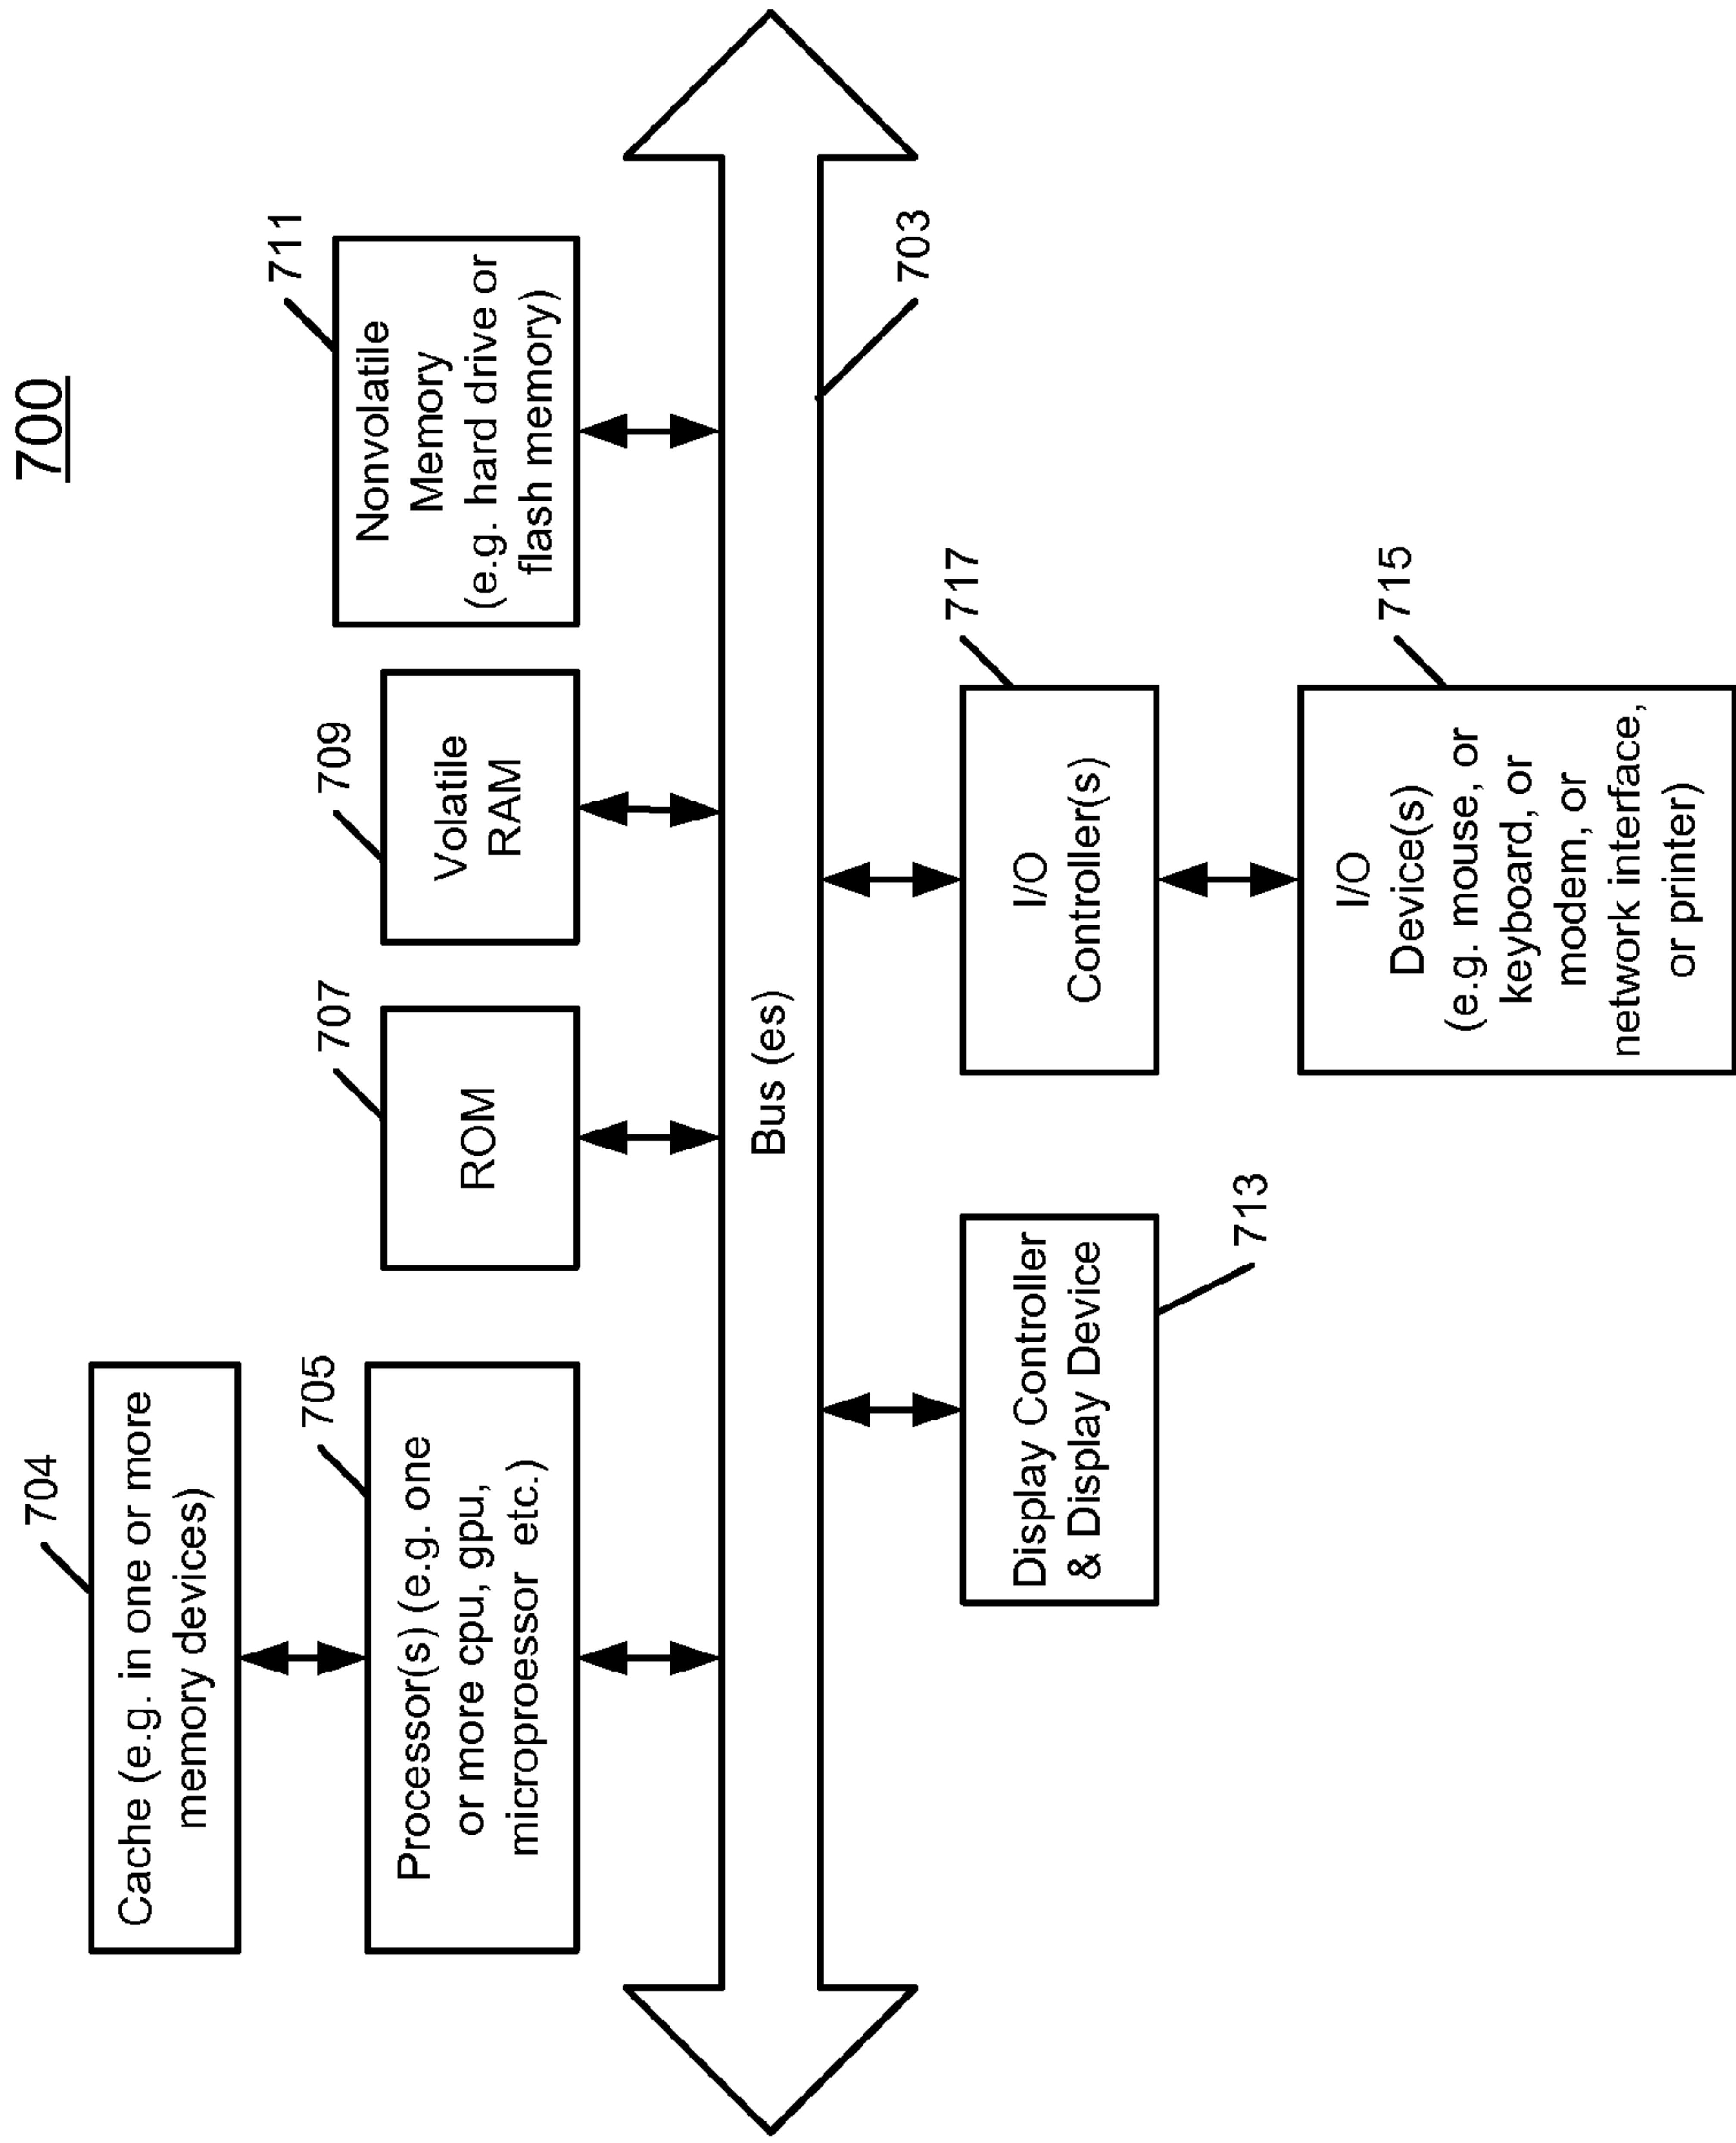 700
704
Cache (e.g. in one or more
memory devices)
705
Processor(s) (e.g. one
or more cpu, gpu,
microproessor etc.)
707
ROM
709
Volatile
RAM
711
Nonvolatile
Memory
(e.g. hard drive or
flash memory)
Bus (es)
703
Display Controller
& Display Device
713
717
I/O
Controller(s)
715
I/O
Device(s)
(e.g. mouse, or
keyboard, or
modem, or
network interface,
or printer)